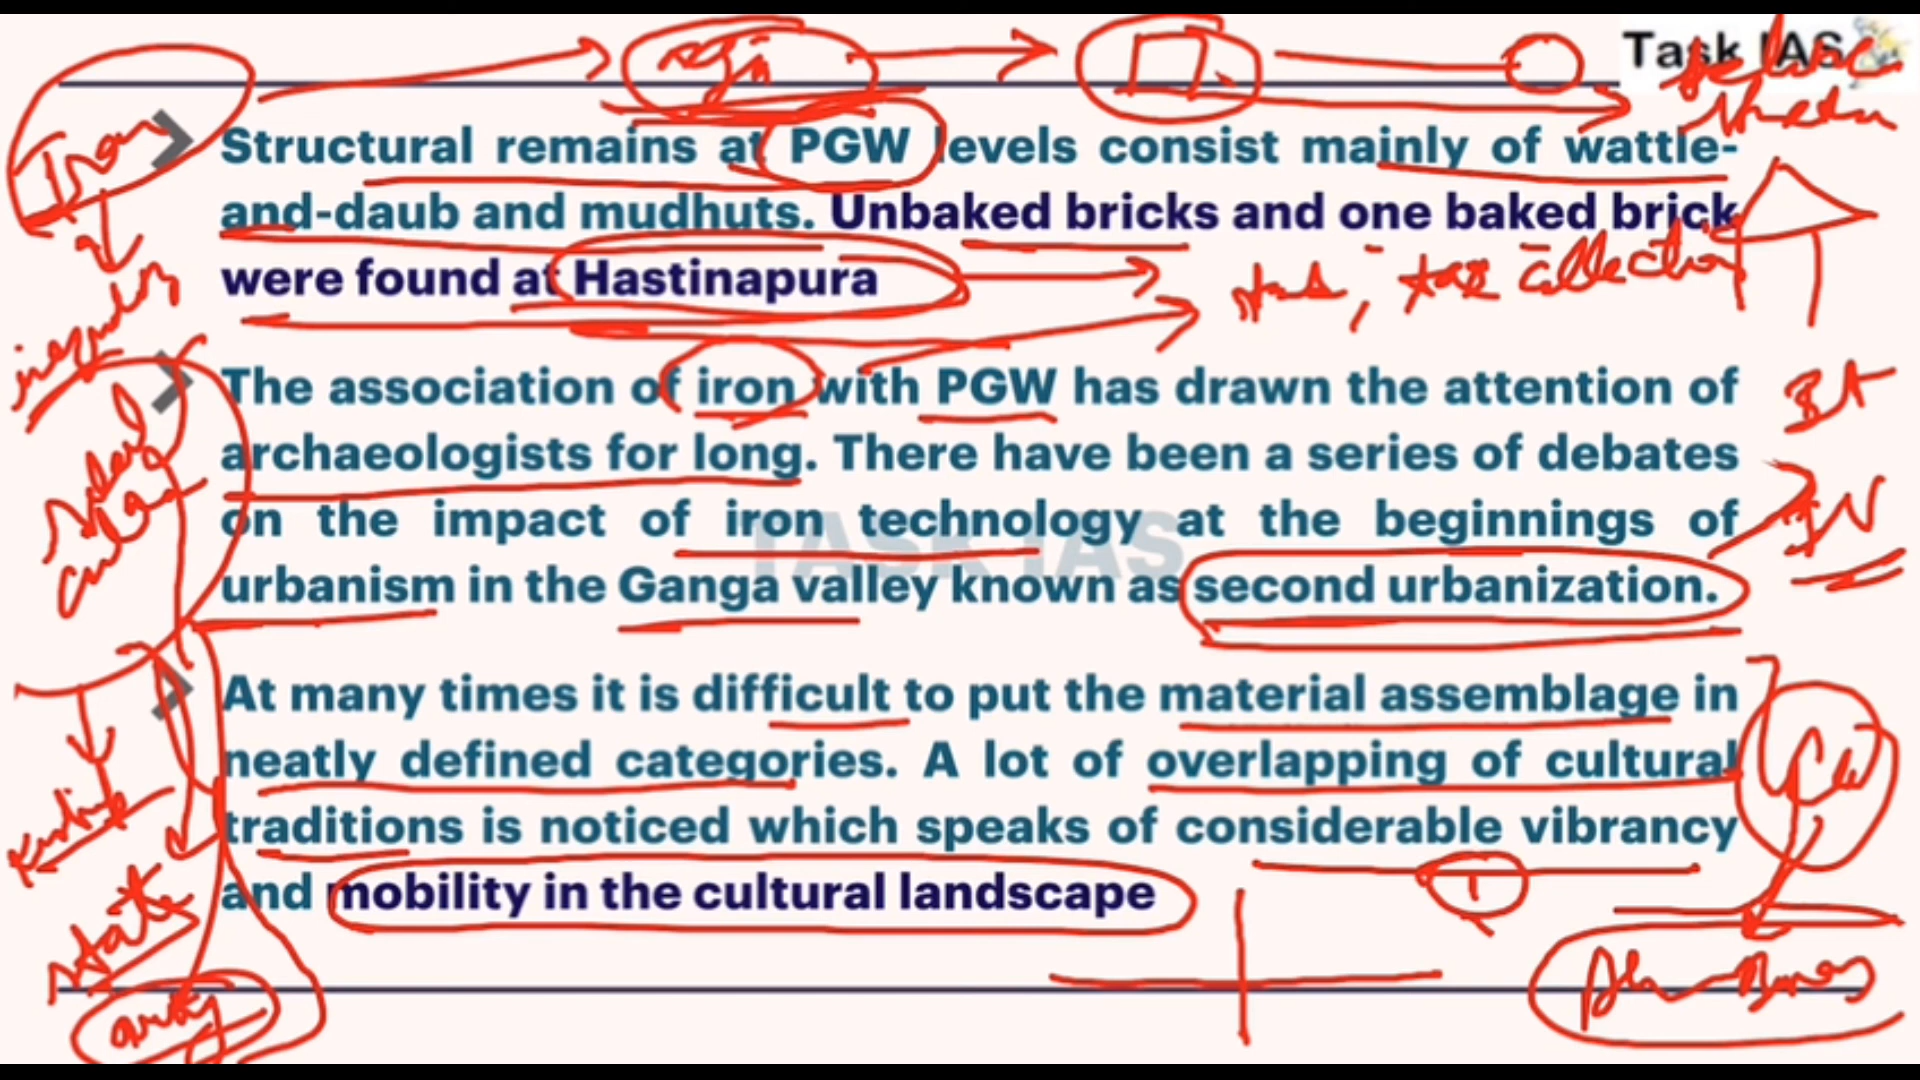 Task IAS
Structural remains at PGW levels consist mainly of wattle-
and-daub and mudhuts. Unbaked bricks and one baked brick
were found at Hastinapura
tax collection
The association of iron with PGW has drawn the attention of
archaeologists for long. There have been a series of debates
on the impact of iron technology at the beginnings of
urbanism in the Ganga valley known as second urbanization.
TASK IAS
At many times it is difficult to put the material assemblage in
neatly defined categories. A lot of overlapping of cultural
traditions is noticed which speaks of considerable vibrancy
and mobility in the cultural landscape
Iron
state